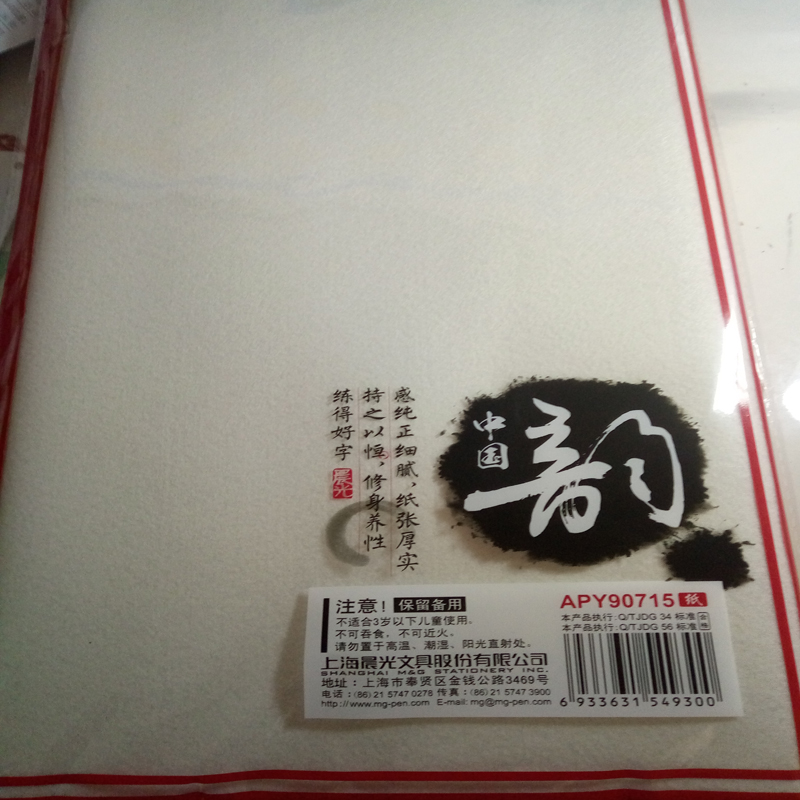 中国
韵
感纯正细腻，纸张厚实
持之以恒，修身养性
练得好字
晨光
注意！ 保留备用
不适合3岁以下儿童使用。
不可吞食，不可近火。
请勿置于高温、潮湿、阳光直射处。
上海晨光文具股份有限公司
SHANGHAI M&G STATIONERY INC.
地址：上海市奉贤区金钱公路3469号
电话：(86) 21 5747 0278 传真：(86) 21 5747 3900
http://www.mg-pen.com E-mail: mg@mg-pen.com
APY90715 纸
本产品执行：Q/TJDG 34 标准
本产品执行：Q/TJDG 56 标准
合格
6 933631 549300